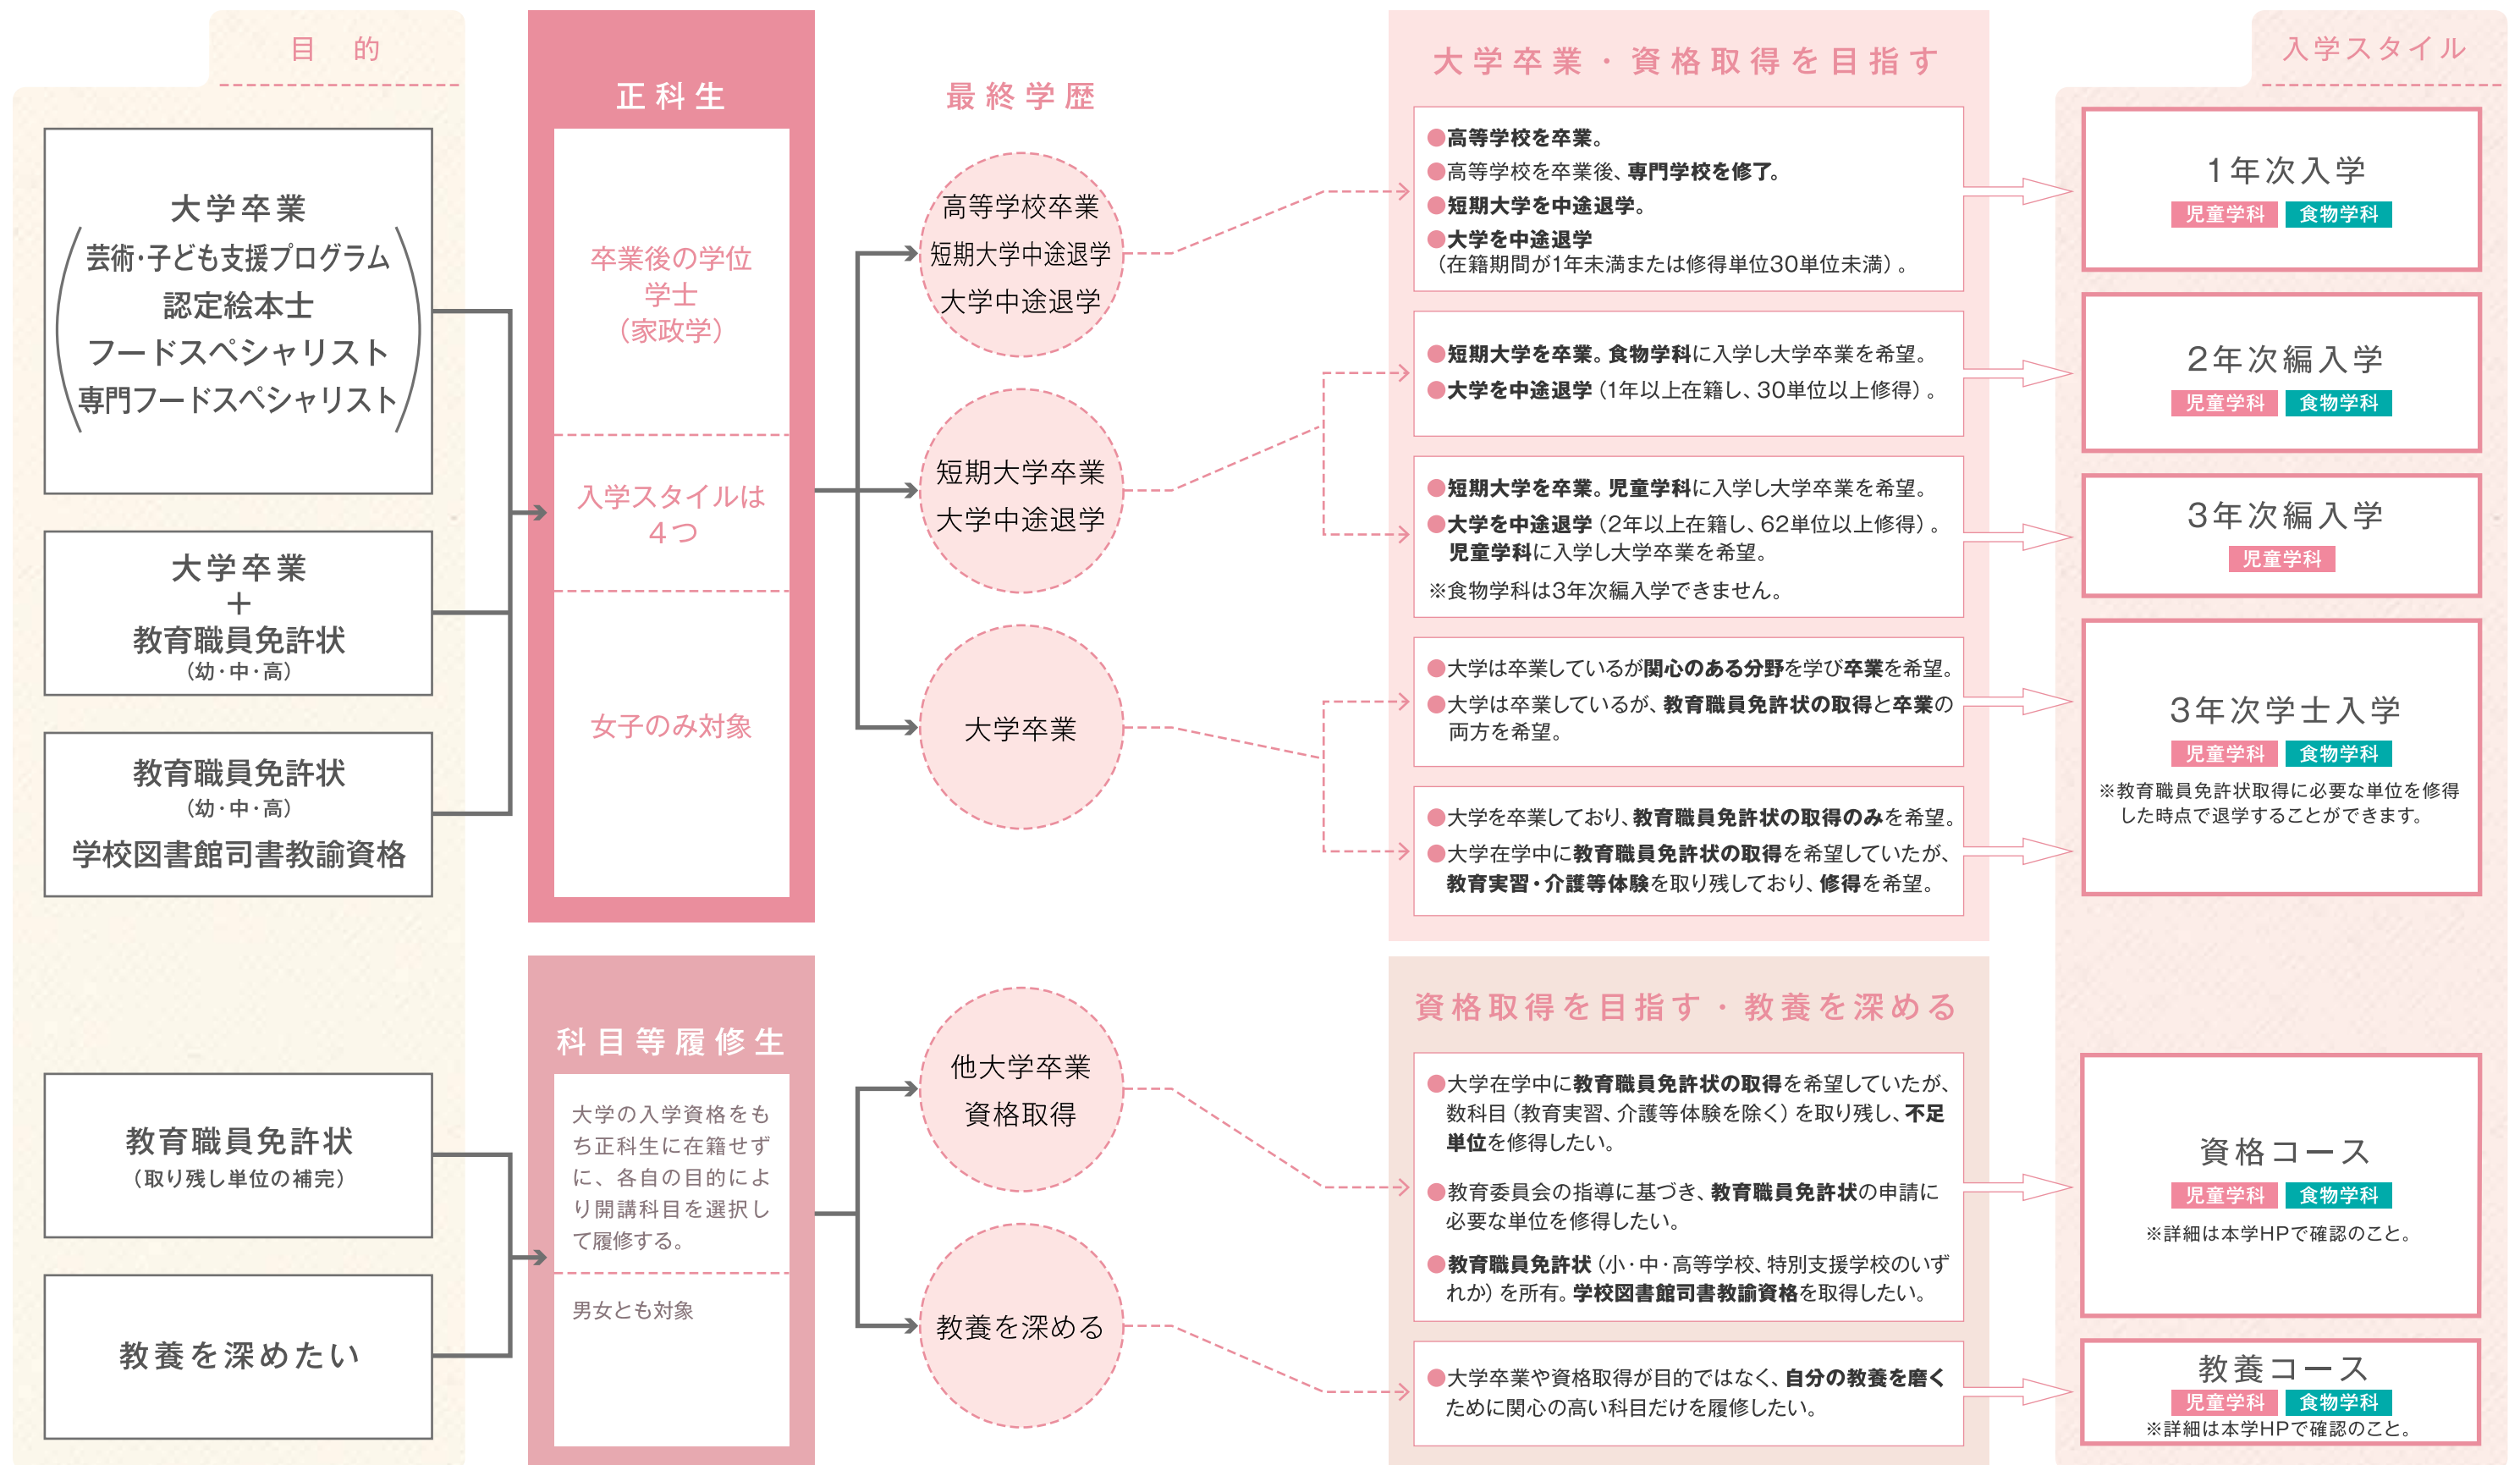 目　的
大学卒業
芸術・子ども支援プログラム
認定絵本士
フードスペシャリスト
専門フードスペシャリスト
大学卒業
＋
教育職員免許状
（幼・中・高）
教育職員免許状
（幼・中・高）
学校図書館司書教諭資格
正科生
卒業後の学位
学士
（家政学）
入学スタイルは
4つ
女子のみ対象
最終学歴
高等学校卒業
短期大学中途退学
大学中途退学
短期大学卒業
大学中途退学
大学卒業
大学卒業・資格取得を目指す
●高等学校を卒業。
●高等学校を卒業後、専門学校を修了。
●短期大学を中途退学。
●大学を中途退学
（在籍期間が1年未満または修得単位30単位未満）。
●短期大学を卒業。食物学科に入学し大学卒業を希望。
●大学を中途退学（1年以上在籍し、30単位以上修得）。
●短期大学を卒業。児童学科に入学し大学卒業を希望。
●大学を中途退学（2年以上在籍し、62単位以上修得）。
児童学科に入学し大学卒業を希望。
※食物学科は3年次編入学できません。
●大学は卒業しているが関心のある分野を学び卒業を希望。
●大学は卒業しているが、教育職員免許状の取得と卒業の
両方を希望。
●大学を卒業しており、教育職員免許状の取得のみを希望。
●大学在学中に教育職員免許状の取得を希望していたが、
教育実習・介護等体験を取り残しており、修得を希望。
入学スタイル
1年次入学
児童学科 食物学科
2年次編入学
児童学科 食物学科
3年次編入学
児童学科
3年次学士入学
児童学科 食物学科
※教育職員免許状取得に必要な単位を修得
した時点で退学することができます。
教育職員免許状
（取り残し単位の補完）
教養を深めたい
科目等履修生
大学の入学資格をも
ち正科生に在籍せず
に、各自の目的によ
り開講科目を選択し
て履修する。
男女とも対象
他大学卒業
資格取得
教養を深める
資格取得を目指す・教養を深める
●大学在学中に教育職員免許状の取得を希望していたが、
数科目（教育実習、介護等体験を除く）を取り残し、不足
単位を修得したい。
●教育委員会の指導に基づき、教育職員免許状の申請に
必要な単位を修得したい。
●教育職員免許状（小・中・高等学校、特別支援学校のいず
れか）を所有。学校図書館司書教諭資格を取得したい。
●大学卒業や資格取得が目的ではなく、自分の教養を磨く
ために関心の高い科目だけを履修したい。
資格コース
児童学科 食物学科
※詳細は本学HPで確認のこと。
教養コース
児童学科 食物学科
※詳細は本学HPで確認のこと。